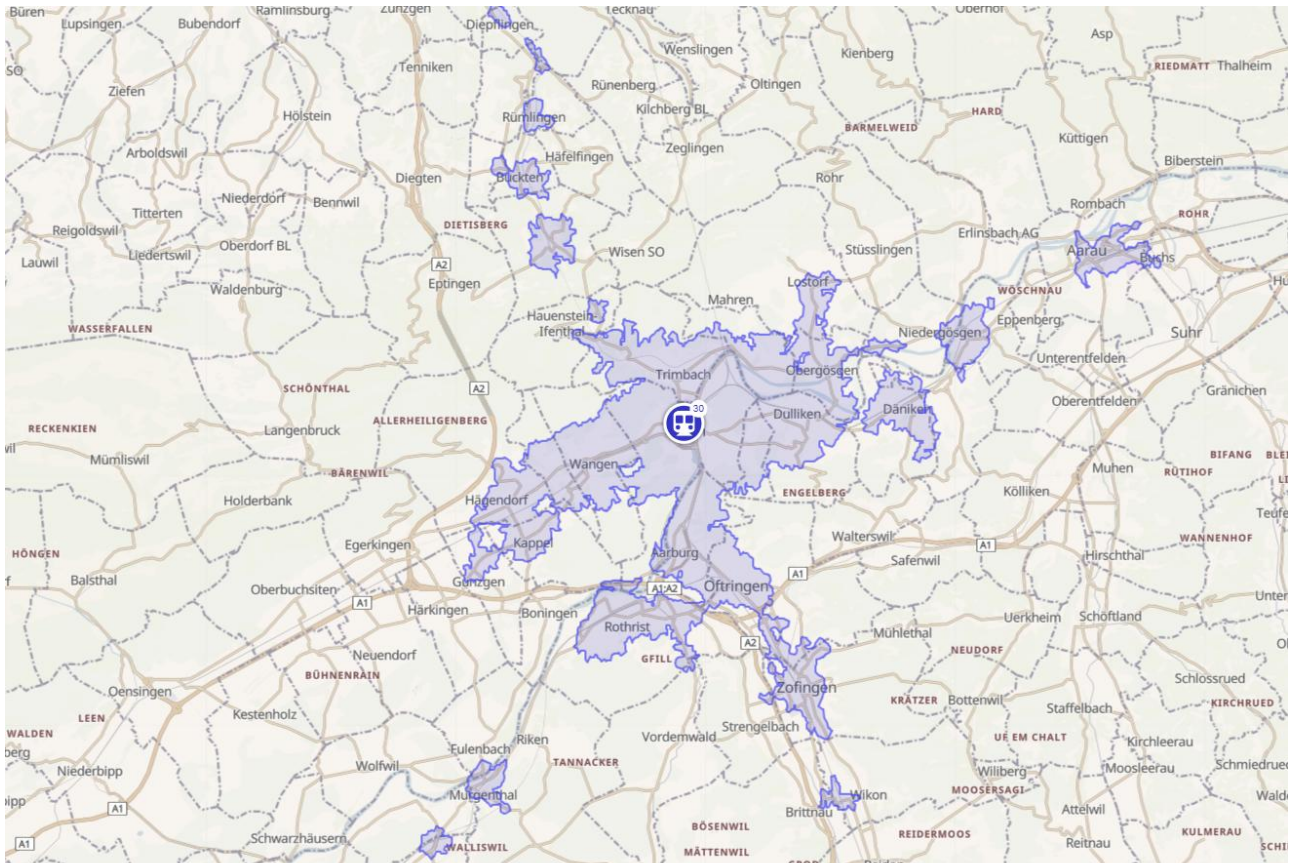 Büren
Lupsingen
Bubendorf
Ramlinsburg
Zunzgen
Diepflingen
Tecknau
Wenslingen
Oberhof
Kienberg
Asp
RIEDMATT
Thalheim
SO
Ziefen
Tenniken
Rünenberg
Oltingen
Hölstein
Rümlingen
Kilchberg BL
HARD
BARMELWEID
Küttigen
Arboldswil
Häfelfingen
Zeglingen
Biberstein
Diegten
Buckten
Rohr
Niederdorf
Bennwil
Titterten
Rombach
ROHR
Reigoldswil
DIETISBERG
Erlinsbach AG
Liedertswil
Oberdorf BL
Wisen SO
Stüsslingen
Aarau
Buchs
Lauwil
A2
Eptingen
Lostorf
Waldenburg
Mahren
WÖSCHNAU
Hauenstein-
Ifenthal
Niedergösgen
Eppenberg
WASSERFALLEN
Suhr
Unterentfelden
Trimbach
Obergösgen
SCHÖNTHAL
A2
Gränichen
Oberentfelden
30
Däniken
Dulliken
ALLERHEILIGENBERG
RECKENKIEN
Langenbruck
BIFANG
Mümliswil
Wangen
Muhen
RÜTIHOF
BÄRENWIL
ENGELBERG
Kölliken
Holderbank
Hägendorf
Walterswil
WANNENHOF
Egerkingen
Kappel
A1
HÖNGEN
Aarburg
Safenwil
Hirschthal
Balsthal
Gunzgen
A1
Oberbuchsiten
A1;A2
Oftringen
A1
Härkingen
Boningen
Uerkheim
Schöftland
Rothrist
Mühlethal
A2
Neuendorf
GFILL
NEUDORF
BÜHNENRAIN
Schlossrued
Oensingen
Zofingen
KRÄTZER
Bottenwil
KIRCHRUED
LEEN
Kestenholz
Strengelbach
Staffelbach
WALDEN
Riken
Vordemwald
UF EM CHALT
Kirchleerau
Fulenbach
TANNACKER
Wolfwil
Moosleerau
Niederbipp
Wiliberg
MOOSERSAGI
Murgenthal
Wikon
A1
Brittnau
Attelwil
BÖSENWIL
KULMERAU
Schwarzhäusern
REIDERMOOS
A1
WALLISWIL
MÄTTENWIL
Reitnau